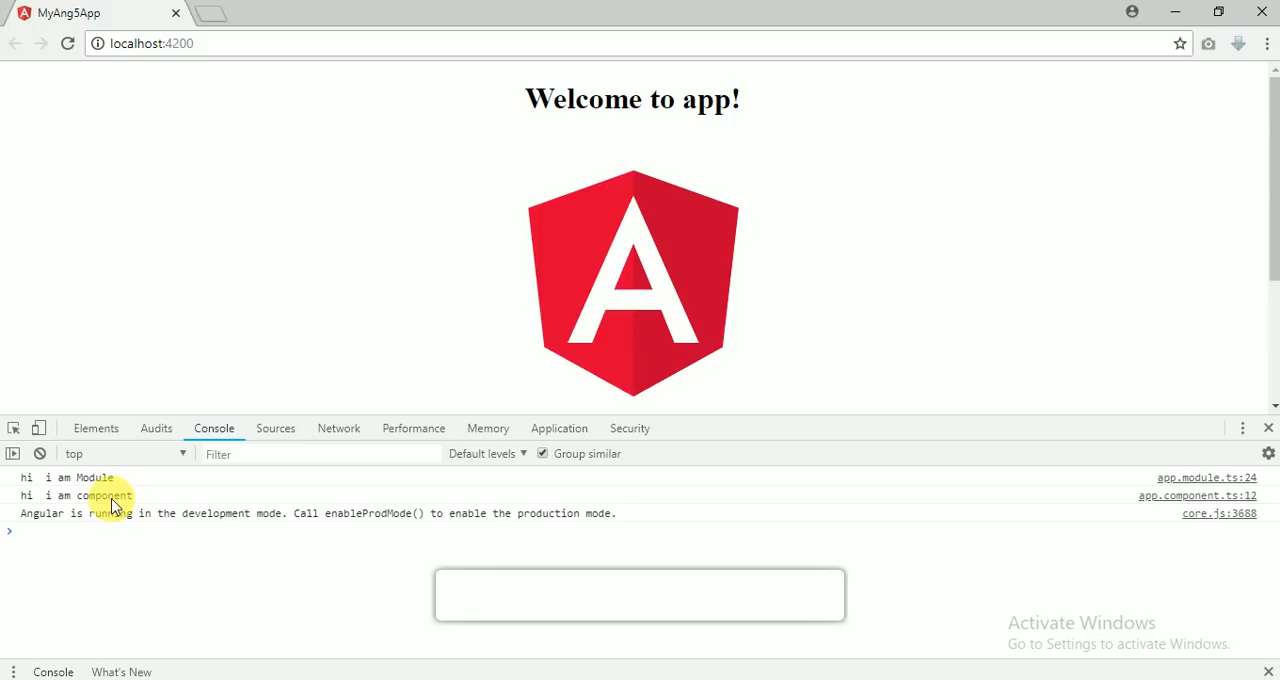 MyAng5App
localhost:4200
Welcome to app!
Elements Audits Console Sources Network Performance Memory Application Security
top Filter Default levels Group similar
hi i am Module app.module.ts:24
hi i am component app.component.ts:12
Angular is running in the development mode. Call enableProdMode() to enable the production mode. core.js:3688
Activate Windows
Go to Settings to activate Windows.
Console What's New